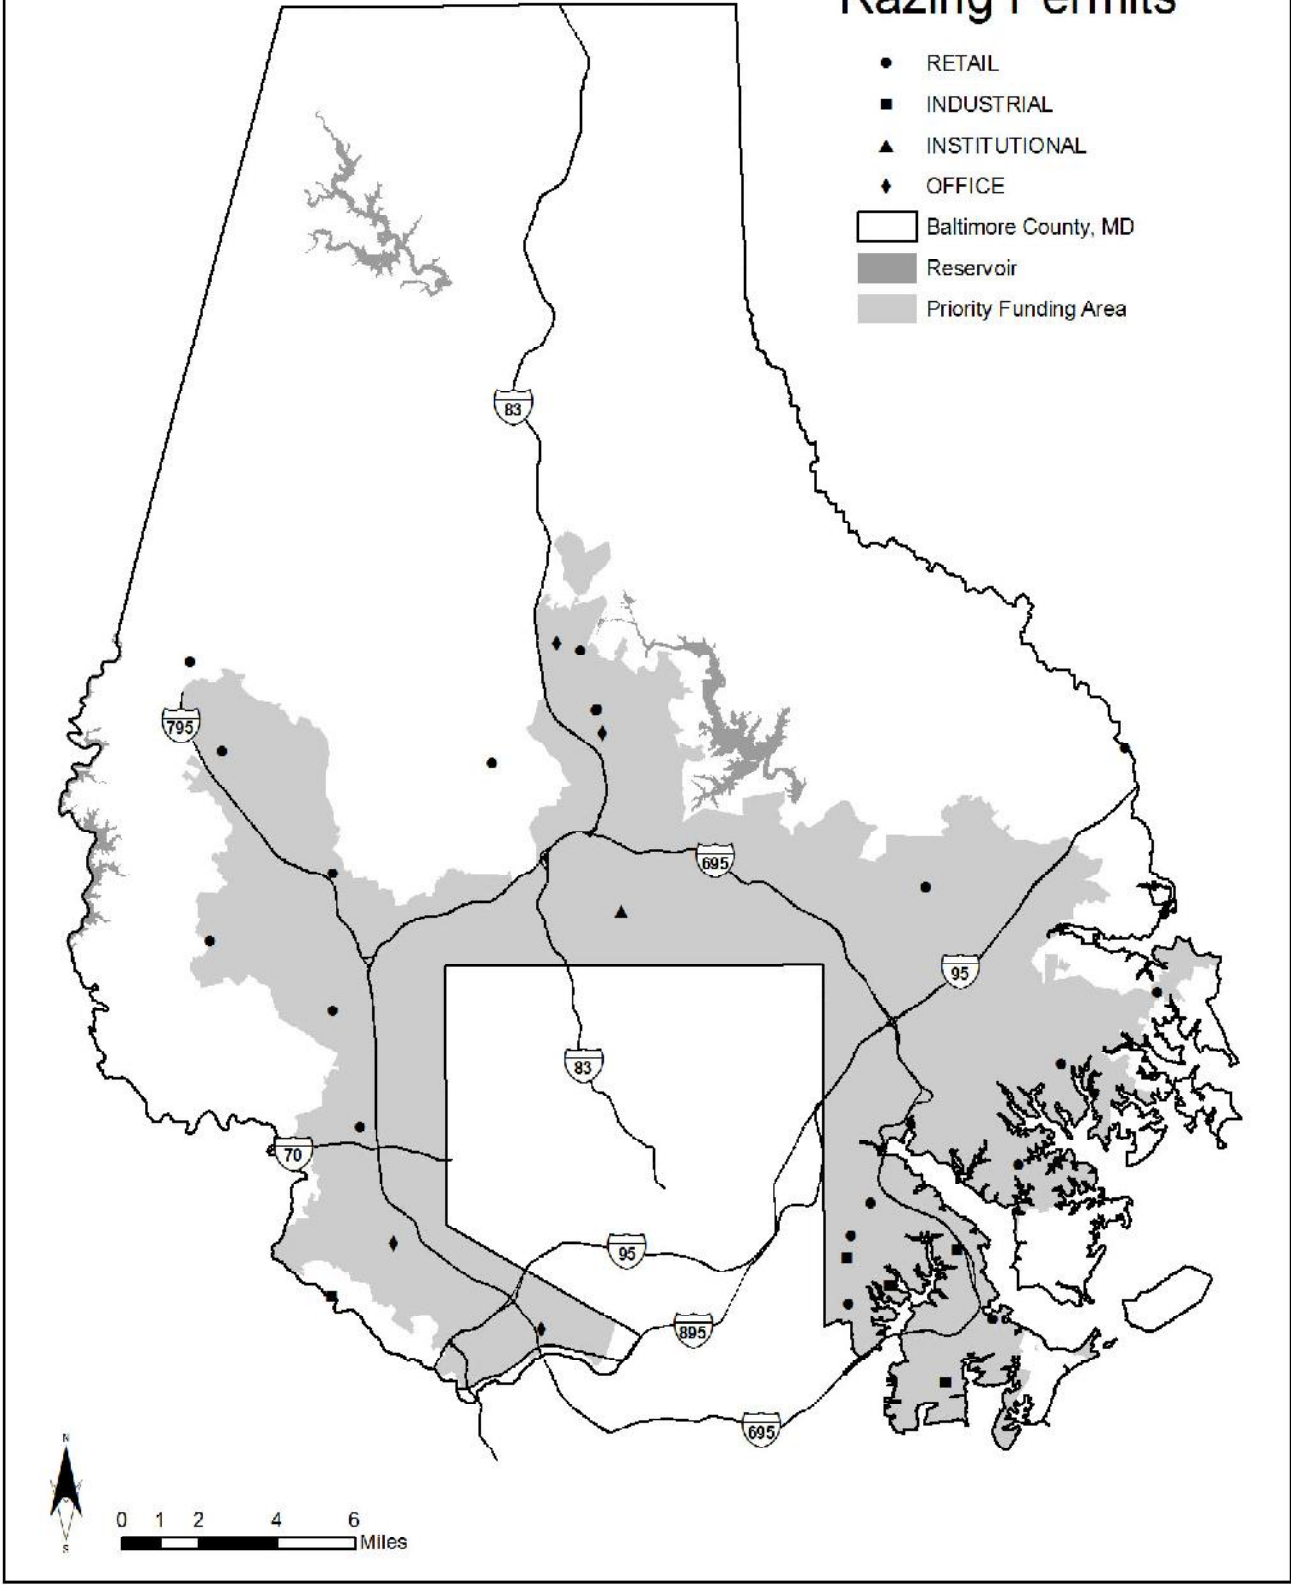 Razing Permits
RETAIL
INDUSTRIAL
INSTITUTIONAL
OFFICE
Baltimore County, MD
Reservoir
Priority Funding Area
83
795
695
95
83
70
95
895
695
N
S
0 1 2 4 6
Miles